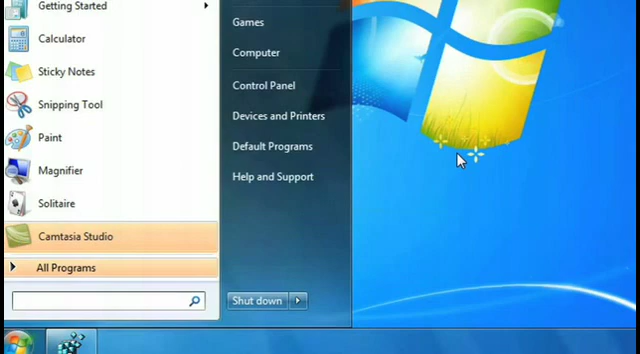 Getting Started
Calculator
Sticky Notes
Snipping Tool
Paint
Magnifier
Solitaire
Camtasia Studio
All Programs
Games
Computer
Control Panel
Devices and Printers
Default Programs
Help and Support
Shut down